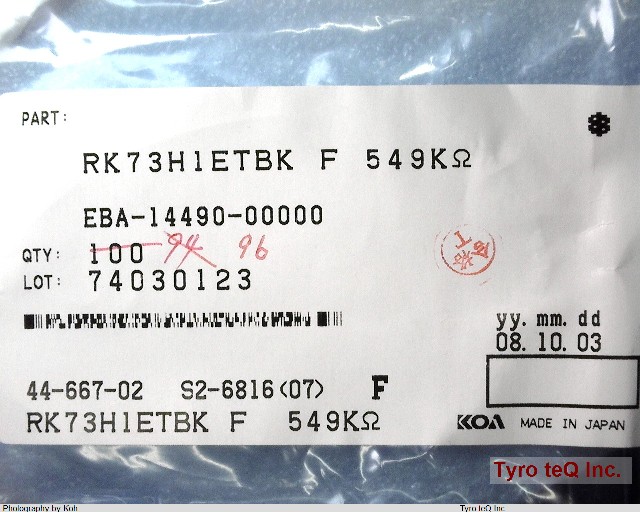 PART:
RK73H1ETBK F 549KΩ
EBA-14490-00000
QTY: 100 94 96
LOT: 74030123
yy. mm. dd
08. 10. 03
44-667-02 S2-6816(07) F
RK73H1ETBK F 549KΩ
KOA MADE IN JAPAN
Tyro teQ Inc.
Photography by Koh Tyro teQ Inc